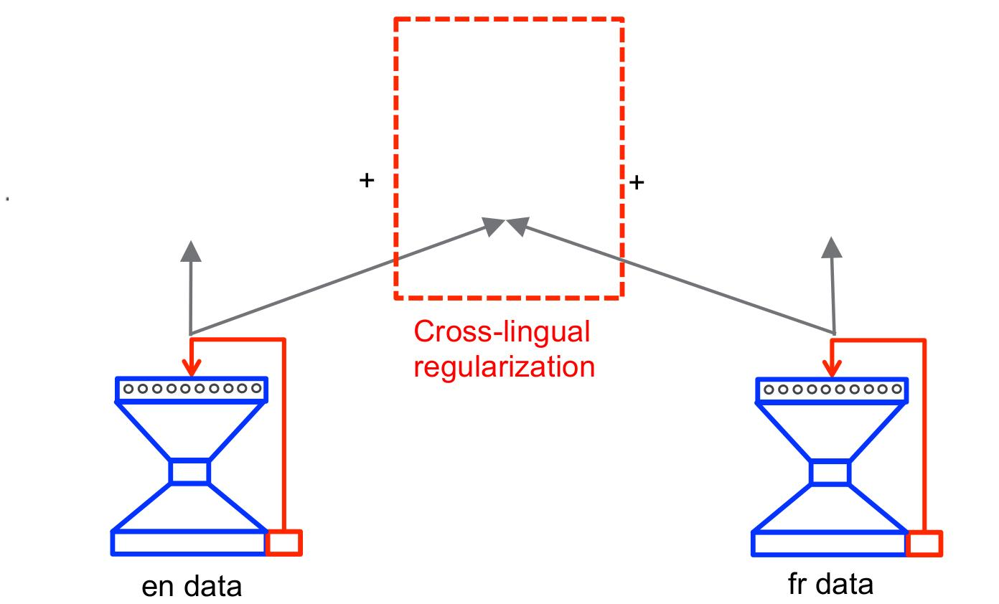 +
+
Cross-lingual
regularization
en data
fr data